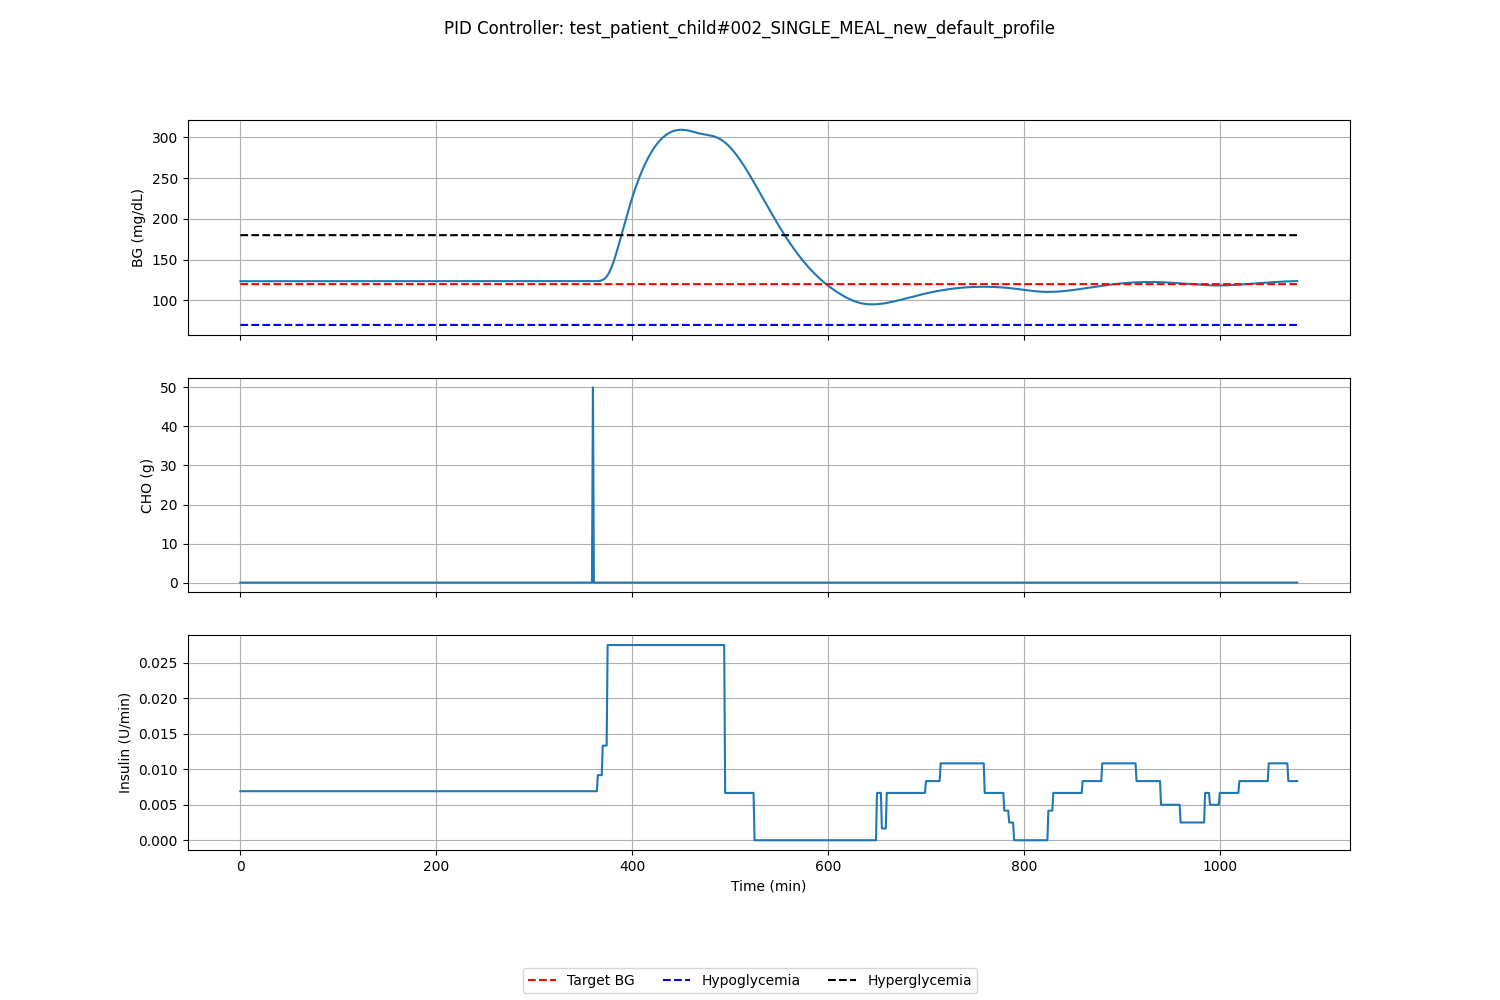 PID Controller: test_patient_child#002_SINGLE_MEAL_new_default_profile
300
250
200
150
100
BG (mg/dL)
50
40
30
20
10
0
CHO (g)
0.025
0.020
0.015
0.010
0.005
0.000
Insulin (U/min)
0 200 400 600 800 1000
Time (min)
Target BG Hypoglycemia Hyperglycemia